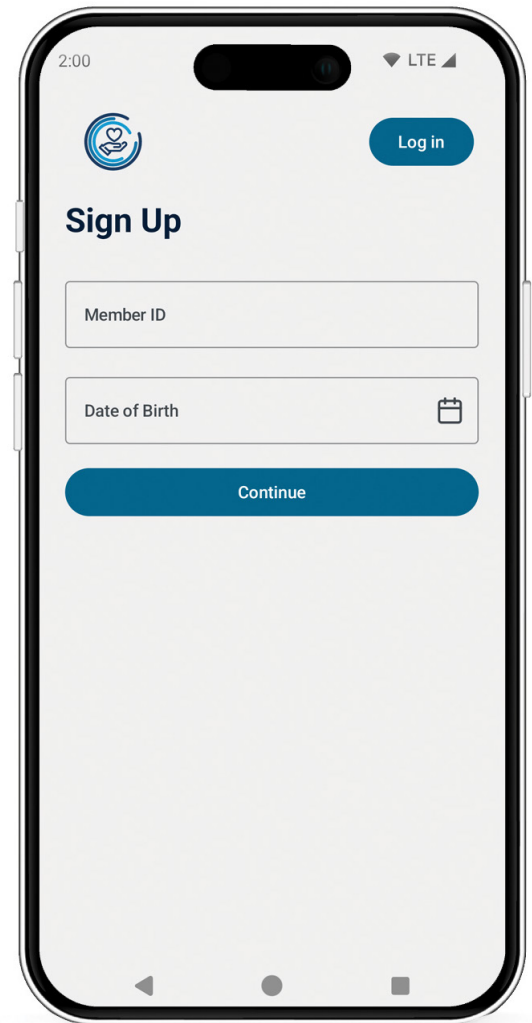 2:00 LTE
Log in
Sign Up
Member ID
Date of Birth
Continue